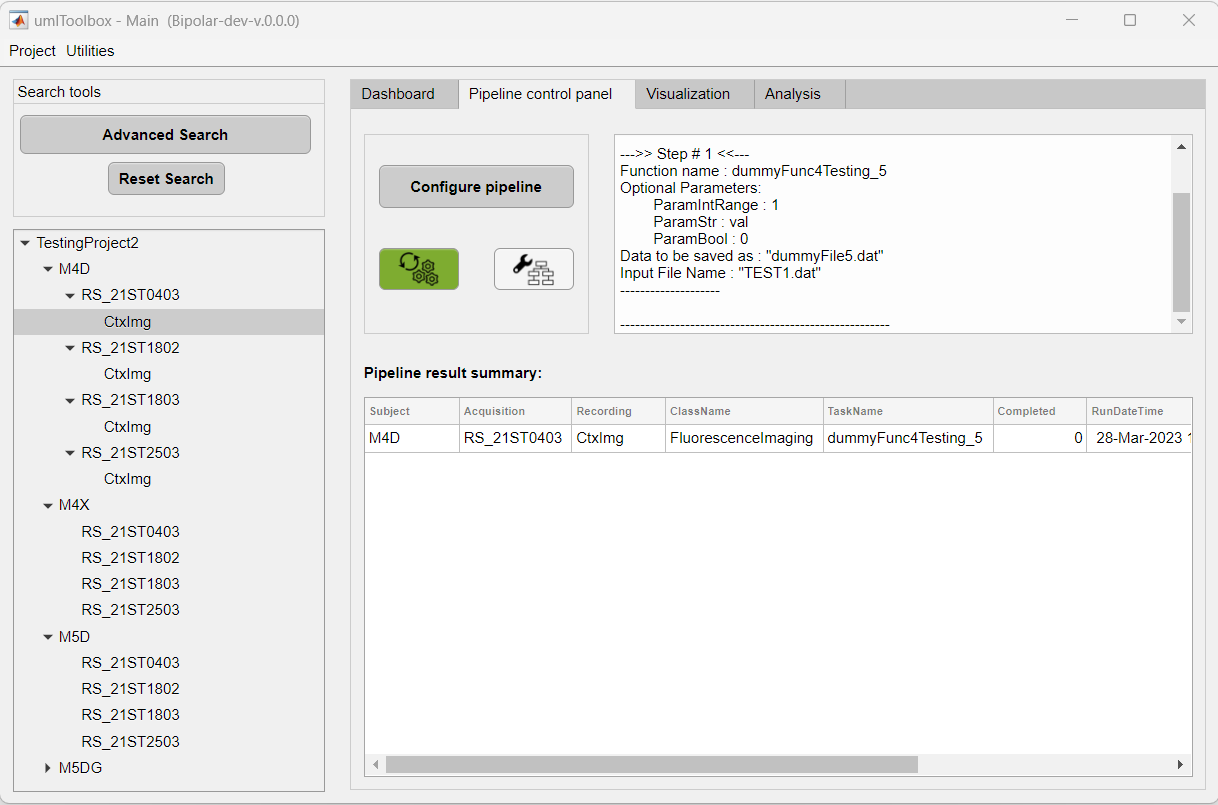 umIToolbox - Main (Bipolar-dev-v.0.0.0)
Project Utilities
Search tools
Advanced Search
Reset Search
TestingProject2
M4D
RS_21ST0403
CtxImg
RS_21ST1802
CtxImg
RS_21ST1803
CtxImg
RS_21ST2503
CtxImg
M4X
RS_21ST0403
RS_21ST1802
RS_21ST1803
RS_21ST2503
M5D
RS_21ST0403
RS_21ST1802
RS_21ST1803
RS_21ST2503
M5DG
Dashboard Pipeline control panel Visualization Analysis
Configure pipeline
--->> Step # 1 <<---
Function name : dummyFunc4Testing_5
Optional Parameters:
ParamIntRange : 1
ParamStr : val
ParamBool : 0
Data to be saved as : "dummyFile5.dat"
Input File Name : "TEST1.dat"
--------------------
------------------------------------------------------
Pipeline result summary:
Subject Acquisition Recording ClassName TaskName Completed RunDateTime
M4D RS_21ST0403 CtxImg FluorescenceImaging dummyFunc4Testing_5 0 28-Mar-2023